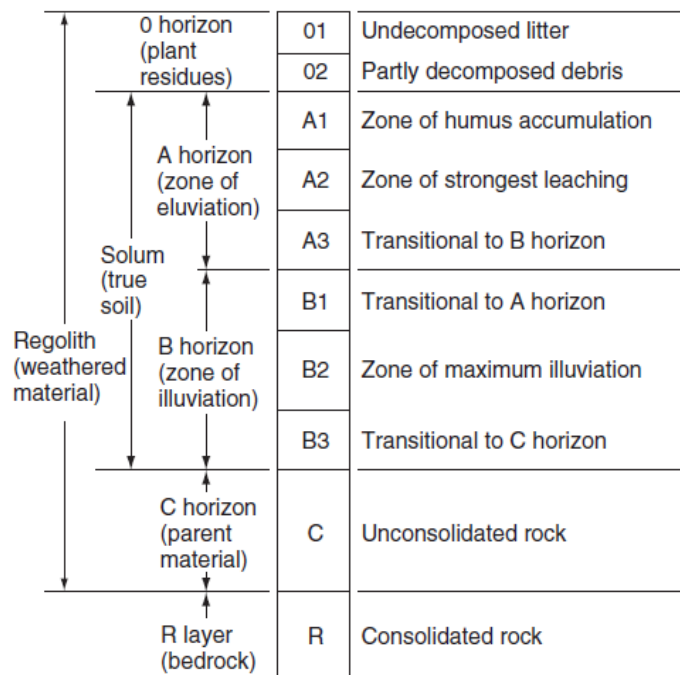 0 horizon
(plant
residues)
01 Undecomposed litter
02 Partly decomposed debris
A horizon
(zone of
eluviation)
A1 Zone of humus accumulation
A2 Zone of strongest leaching
A3 Transitional to B horizon
Solum
(true
soil)
Regolith
(weathered
material)
B horizon
(zone of
illuviation)
B1 Transitional to A horizon
B2 Zone of maximum illuviation
B3 Transitional to C horizon
C horizon
(parent
material)
C Unconsolidated rock
R layer
(bedrock)
R Consolidated rock